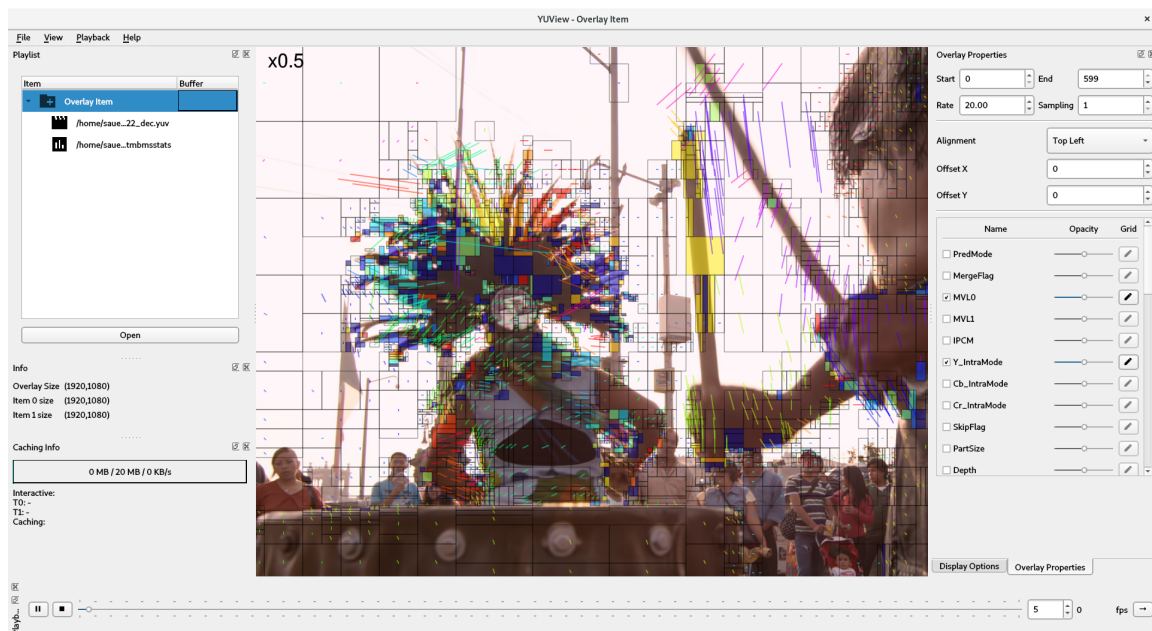 YUView - Overlay Item
File View Playback Help
Playlist
Item Buffer
Overlay Item
/home/saue...22_dec.yuv
/home/saue...tmbmsstats
Open
Info
Overlay Size (1920,1080)
Item 0 size (1920,1080)
Item 1 size (1920,1080)
Caching Info
0 MB / 20 MB / 0 KB/s
Interactive:
T0: -
T1: -
Caching:
x0.5
Overlay Properties
Start 0 End 599
Rate 20.00 Sampling 1
Alignment Top Left
Offset X 0
Offset Y 0
Name Opacity Grid
PredMode
MergeFlag
MVL0
MVL1
IPCM
Y_IntraMode
Cb_IntraMode
Cr_IntraMode
SkipFlag
PartSize
Depth
Display Options Overlay Properties
Playb...
5 0 fps